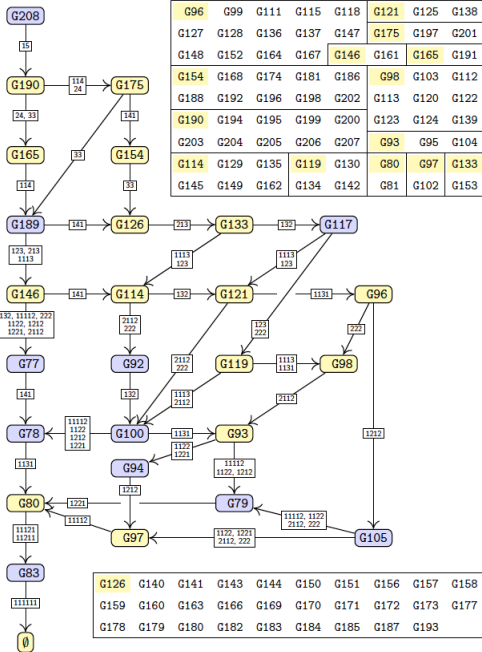 G96 G99 G111 G115 G118 G121 G125 G138
G127 G128 G136 G137 G147 G175 G197 G201
G148 G152 G164 G167 G146 G161 G165 G191
G154 G168 G174 G181 G186 G98 G103 G112
G188 G192 G196 G198 G202 G113 G120 G122
G190 G194 G195 G199 G200 G123 G124 G139
G203 G204 G205 G206 G207 G93 G95 G104
G114 G129 G135 G119 G130 G80 G97 G133
G145 G149 G162 G134 G142 G81 G102 G153
G208
15
G190 114 G175
24
24, 33 141
G165 33 G154
114 33
G189 141 G126 213 G133 132 G117
123, 213 1113 1113
1113 123 123
G146 141 G114 132 G121 1131 G96
132, 11112, 222 2112 123 222
1122, 1212 222 222
1221, 2112
2112 1113
G77 G92 222 G119 1131 G98
141 132 1113 2112
2112
G78 11112 G100 1131 G93 1212
1122
1212
1221
1122
1221
1131 G94 11112
1122, 1212
1212
G80 1221 G79
11112 11112, 1122
2112, 222
11121 G97 1122, 1221 G105
11211 2112, 222
G83
111111
∅
G126 G140 G141 G143 G144 G150 G151 G156 G157 G158
G159 G160 G163 G166 G169 G170 G171 G172 G173 G177
G178 G179 G180 G182 G183 G184 G185 G187 G193